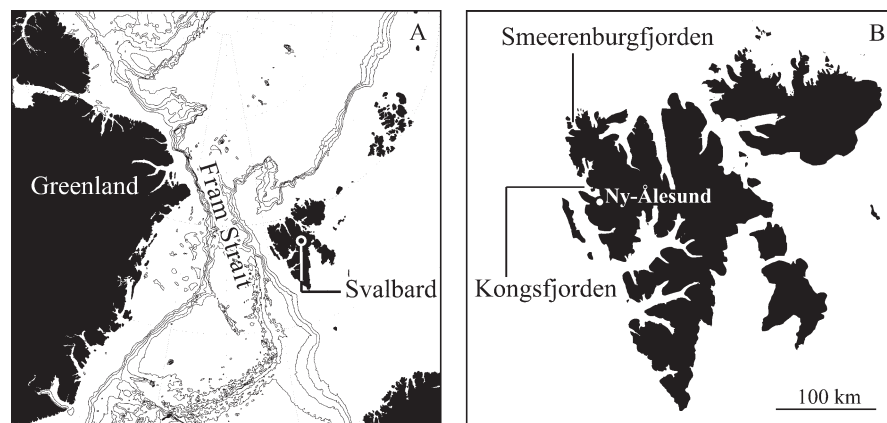 A
Greenland
Fram Strait
Svalbard
B
Smeerenburgfjorden
Ny-Ålesund
Kongsfjorden
100 km